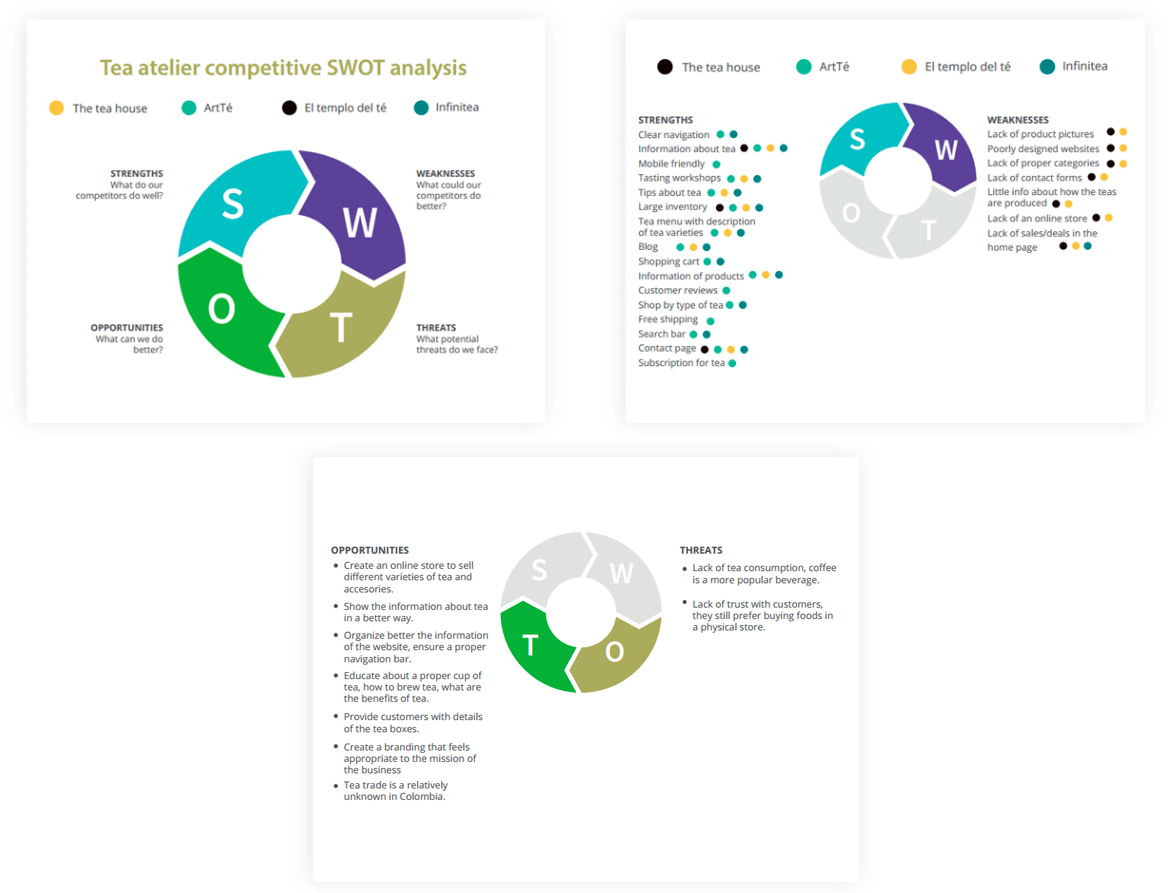 Tea atelier competitive SWOT analysis
The tea house
ArtTé
El templo del té
Infinitea
STRENGTHS
What do our
competitors do well?
WEAKNESSES
What could our
competitors do
better?
S
W
O
T
OPPORTUNITIES
What can we do
better?
THREATS
What potential
threats do we face?
The tea house
ArtTé
El templo del té
Infinitea
STRENGTHS
Clear navigation
Information about tea
Mobile friendly
Tasting workshops
Tips about tea
Large inventory
Tea menu with description
of tea varieties
Blog
Shopping cart
Information of products
Customer reviews
Shop by type of tea
Free shipping
Search bar
Contact page
Subscription for tea
S
W
O
T
WEAKNESSES
Lack of product pictures
Poorly designed websites
Lack of proper categories
Lack of contact forms
Little info about how the teas
are produced
Lack of an online store
Lack of sales/deals in the
home page
OPPORTUNITIES
Create an online store to sell
different varieties of tea and
accesories.
Show the information about tea
in a better way.
Organize better the information
of the website, ensure a proper
navigation bar.
Educate about a proper cup of
tea, how to brew tea, what are
the benefits of tea.
Provide customers with details
of the tea boxes.
Create a branding that feels
appropriate to the mission of
the business
Tea trade is a relatively
unknown in Colombia.
S
W
T
O
THREATS
Lack of tea consumption, coffee
is a more popular beverage.
Lack of trust with customers,
they still prefer buying foods in
a physical store.